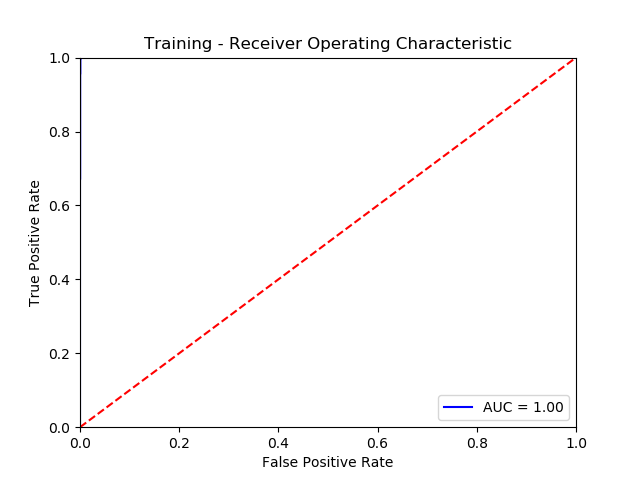 Training - Receiver Operating Characteristic
True Positive Rate
1.0
0.8
0.6
0.4
0.2
0.0
AUC = 1.00
0.0 0.2 0.4 0.6 0.8 1.0
False Positive Rate